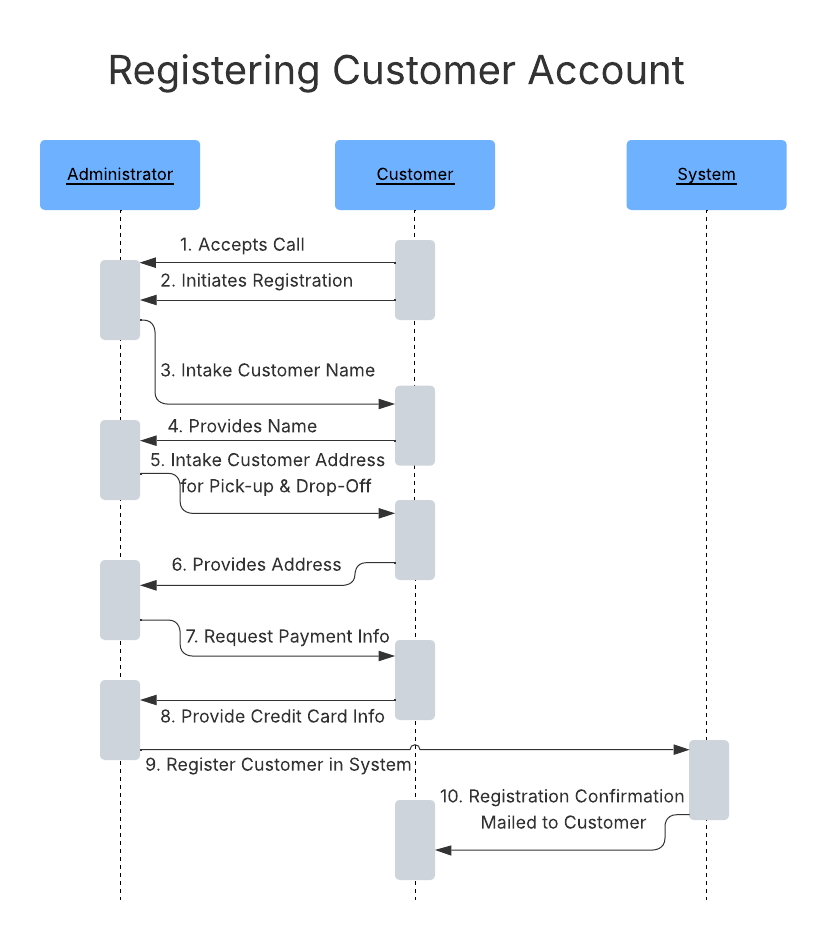 Registering Customer Account
Administrator
Customer
System
1. Accepts Call
2. Initiates Registration
3. Intake Customer Name
4. Provides Name
5. Intake Customer Address
for Pick-up & Drop-Off
6. Provides Address
7. Request Payment Info
8. Provide Credit Card Info
9. Register Customer in System
10. Registration Confirmation
Mailed to Customer